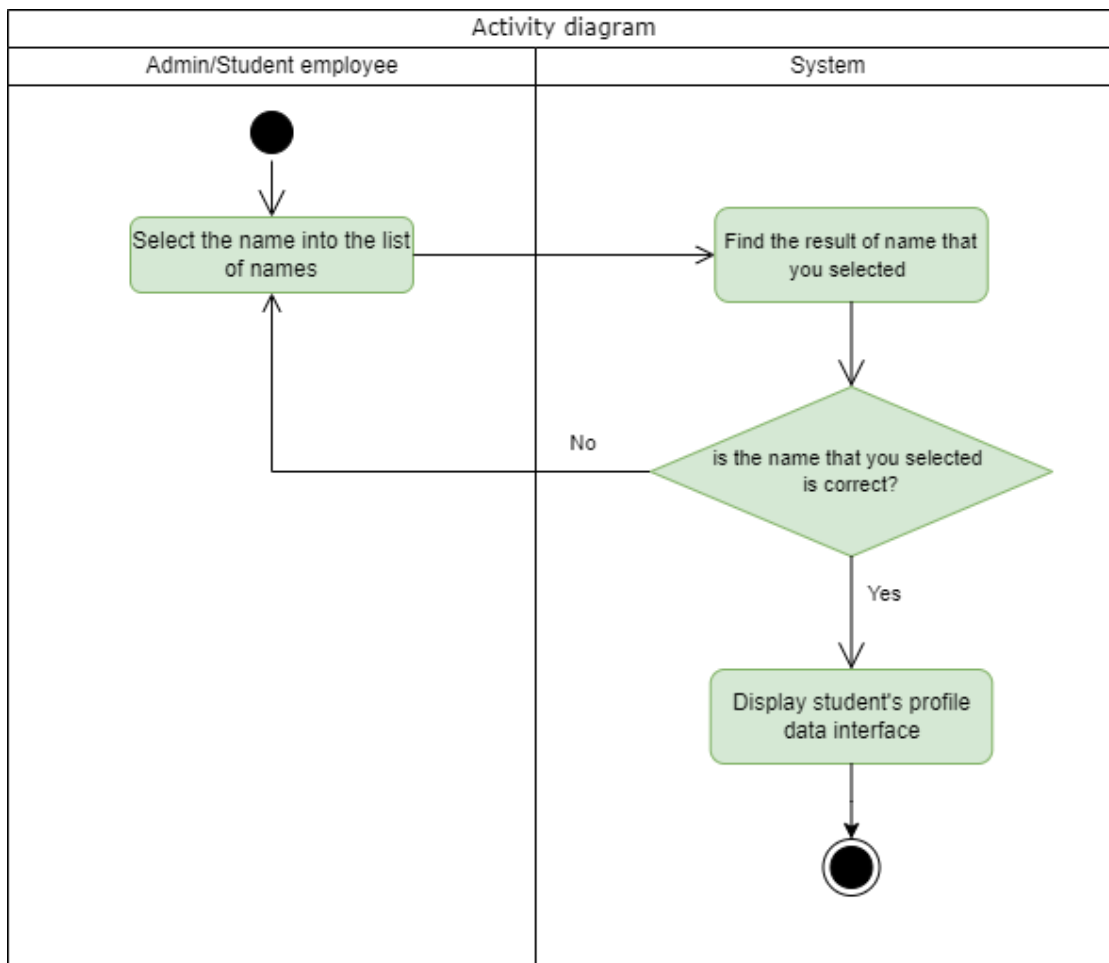 Activity diagram
Admin/Student employee
System
Select the name into the list
of names
Find the result of name that
you selected
No
is the name that you selected
is correct?
Yes
Display student's profile
data interface